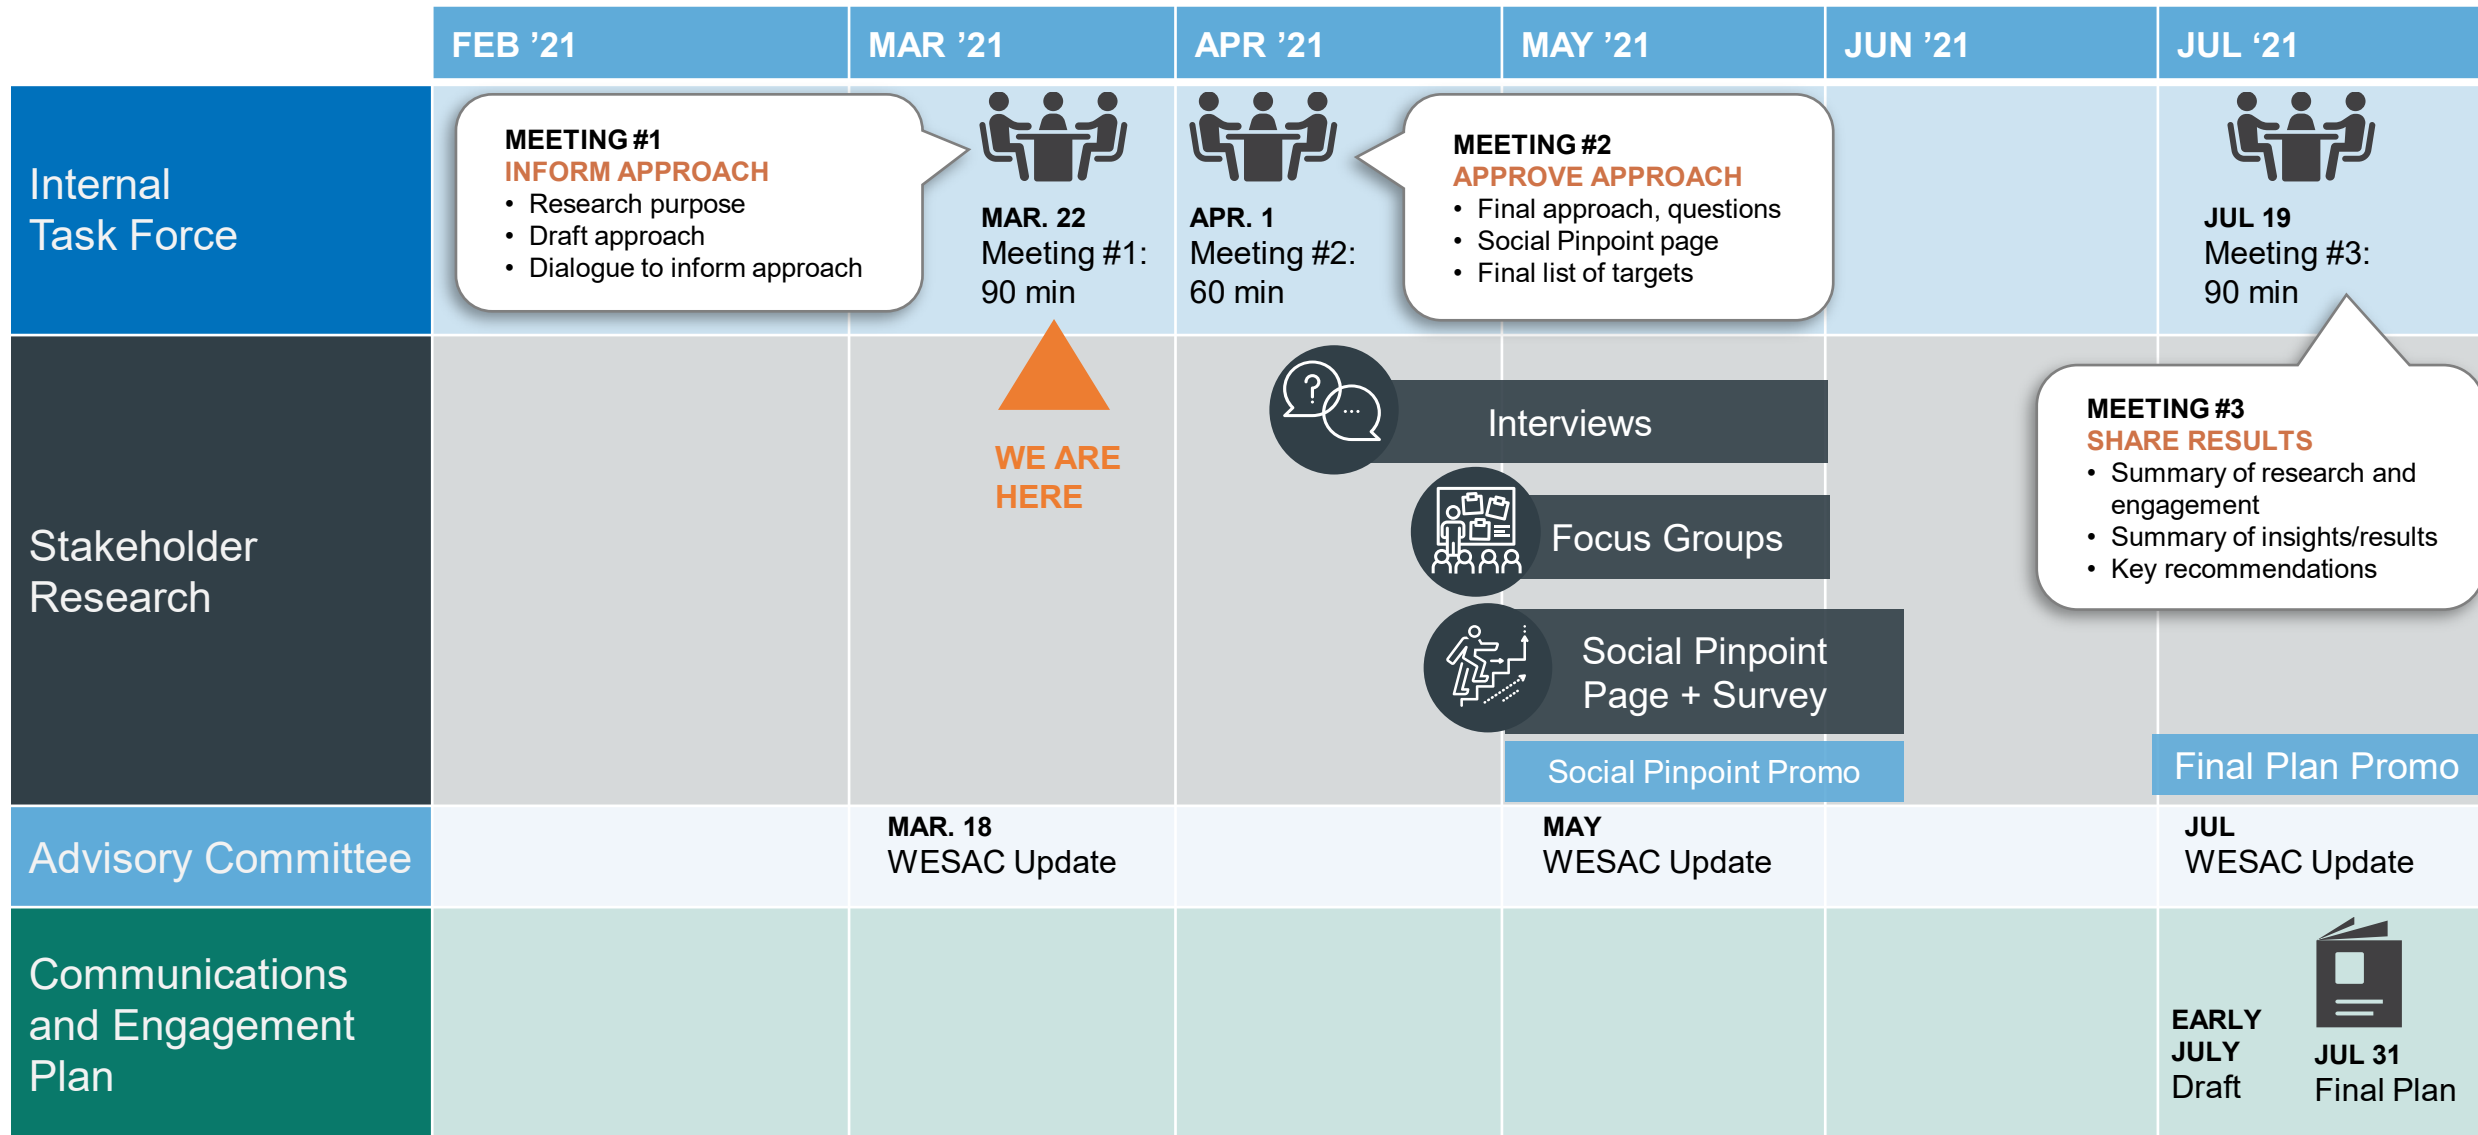 FEB ’21
MAR ’21
APR ’21
MAY ’21
JUN ’21
JUL ‘21
Internal
Task Force
MEETING #1
INFORM APPROACH
• Research purpose
• Draft approach
• Dialogue to inform approach
MAR. 22
Meeting #1:
90 min
APR. 1
Meeting #2:
60 min
MEETING #2
APPROVE APPROACH
• Final approach, questions
• Social Pinpoint page
• Final list of targets
JUL 19
Meeting #3:
90 min
Stakeholder
Research
WE ARE
HERE
?
...
Interviews
Focus Groups
Social Pinpoint
Page + Survey
Social Pinpoint Promo
MEETING #3
SHARE RESULTS
• Summary of research and
engagement
• Summary of insights/results
• Key recommendations
Final Plan Promo
Advisory Committee
MAR. 18
WESAC Update
MAY
WESAC Update
JUL
WESAC Update
Communications
and Engagement
Plan
EARLY
JULY
Draft
JUL 31
Final Plan